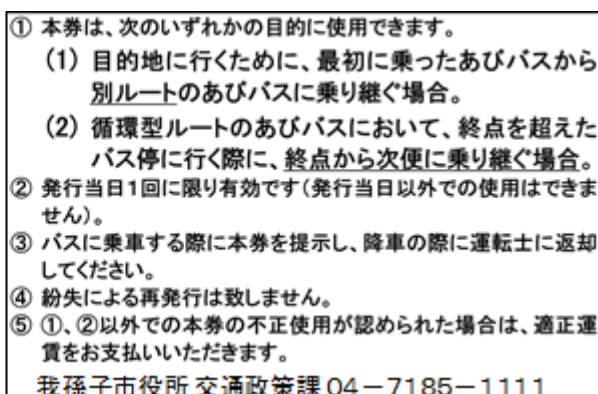 ① 本券は、次のいずれかの目的に使用できます。
(1) 目的地に行くために、最初に乗ったあびバスから
別ルートのあびバスに乗り継ぐ場合。
(2) 循環型ルートのあびバスにおいて、終点を超えた
バス停に行く際に、終点から次便に乗り継ぐ場合。
② 発行当日1回に限り有効です(発行当日以外での使用はできま
せん)。
③ バスに乗車する際に本券を提示し、降車の際に運転士に返却
してください。
④ 紛失による再発行は致しません。
⑤ ①、②以外での本券の不正使用が認められた場合は、適正運
賃をお支払いいただきます。
我孫子市役所 交通政策課 04-7185-1111